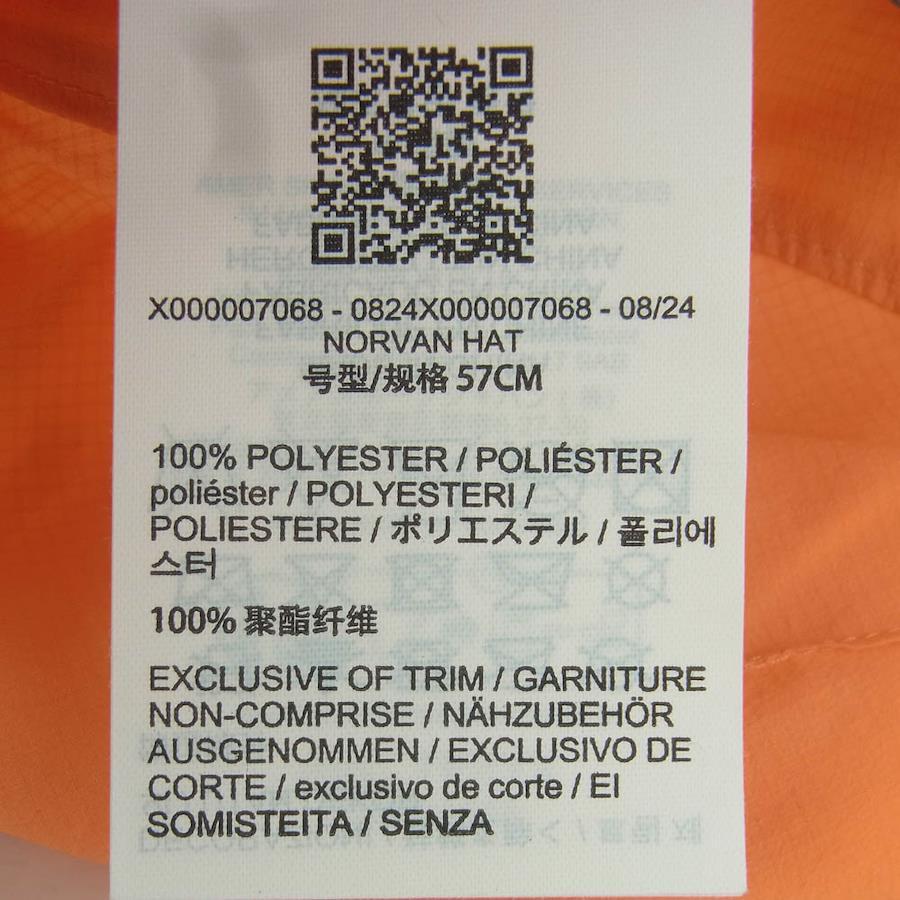 X000007068 - 0824X000007068 - 08/24
NORVAN HAT
号型/规格 57CM
100% POLYESTER / POLIÉSTER /
poliéster / POLYESTERI /
POLIESTERE / ポリエステル / 폴리에
스터
100% 聚酯纤维
EXCLUSIVE OF TRIM / GARNITURE
NON-COMPRISE / NÄHZUBEHÖR
AUSGENOMMEN / EXCLUSIVO DE
CORTE / exclusivo de corte / EI
SOMISTEITA / SENZA